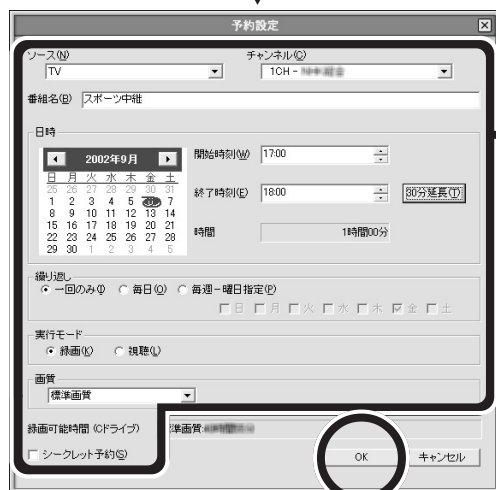 予約設定
ソース(N) チャンネル(C)
TV 1CH -
番組名(B) スポーツ中継
日時
2002年9月
日 月 火 水 木 金 土
25 26 27 28 29 30 31
1 2 3 4 5 6 7
8 9 10 11 12 13 14
15 16 17 18 19 20 21
22 23 24 25 26 27 28
29 30 1 2 3 4 5
開始時刻(W) 17:00
終了時刻(E) 18:00 30分延長(T)
時間 1時間00分
繰り返し
一回のみ(I) 毎日(O) 毎週-曜日指定(P)
日 月 火 水 木 金 土
実行モード
録画(K) 視聴(L)
画質
標準画質
録画可能時間 (Cドライブ) 準画質:
シークレット予約(S)
OK キャンセル